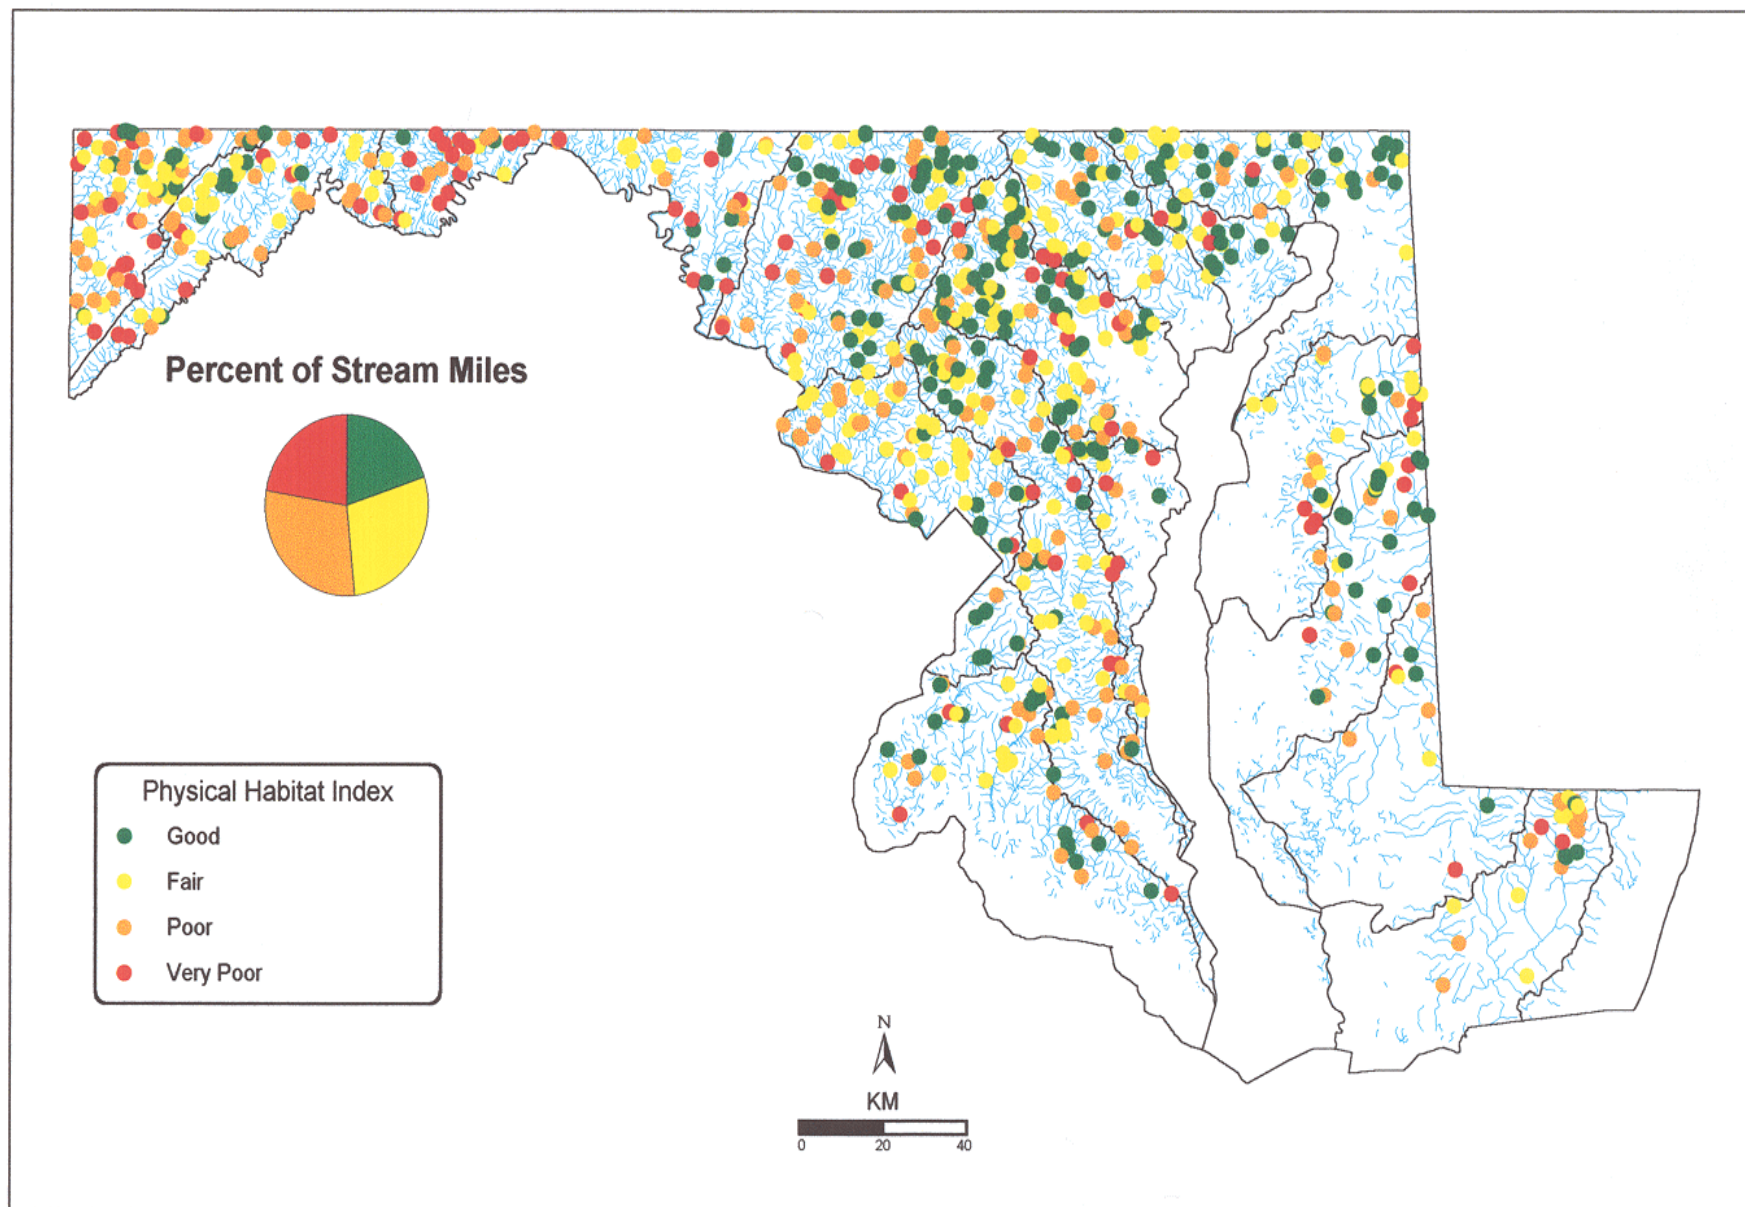 Percent of Stream Miles
Physical Habitat Index
Good
Fair
Poor
Very Poor
N
KM
0 20 40